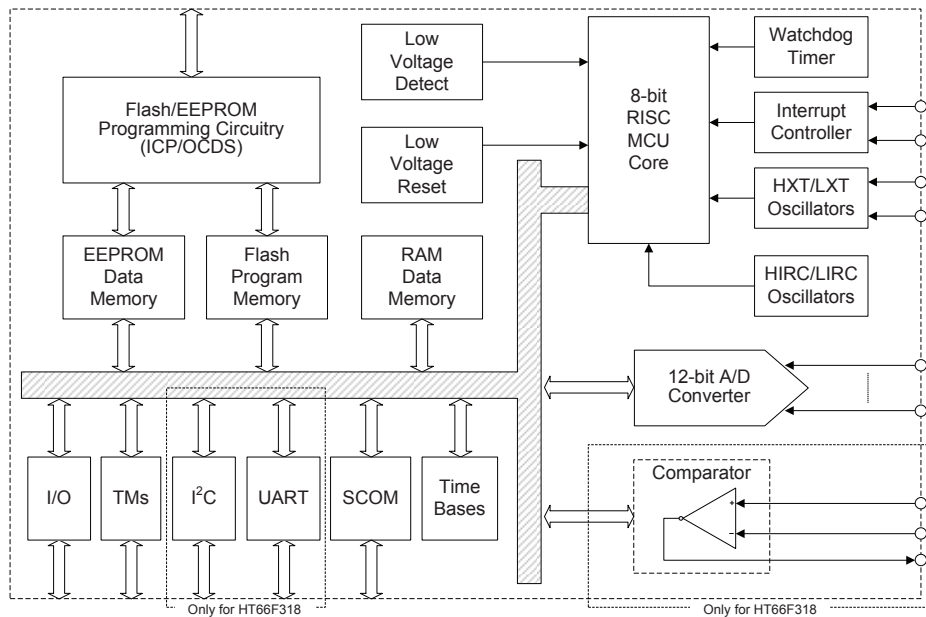 Flash/EEPROM
Programming Circuitry
(ICP/OCDS)
Low
Voltage
Detect
Low
Voltage
Reset
8-bit
RISC
MCU
Core
Watchdog
Timer
Interrupt
Controller
HXT/LXT
Oscillators
HIRC/LIRC
Oscillators
EEPROM
Data
Memory
Flash
Program
Memory
RAM
Data
Memory
12-bit A/D
Converter
I/O
TMs
I²C
UART
SCOM
Time
Bases
Comparator
+
−
Only for HT66F318
Only for HT66F318